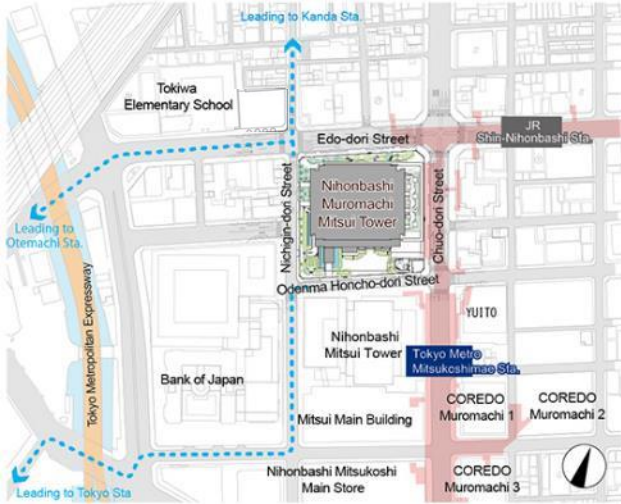 Leading to Kanda Sta.
Tokiwa
Elementary School
JR
Shin-Nihonbashi Sta.
Edo-dori Street
Nihonbashi
Muromachi
Mitsui Tower
Nichigin-dori Street
Chuo-dori Street
Leading to
Otemachi Sta.
Odenma Honcho-dori Street
Tokyo Metropolitan Expressway
YUITO
Nihonbashi
Mitsui Tower
Tokyo Metro
Mitsukoshimae Sta.
Bank of Japan
COREDO
Muromachi 1
COREDO
Muromachi 2
Mitsui Main Building
Nihonbashi Mitsukoshi
Main Store
COREDO
Muromachi 3
Leading to Tokyo Sta